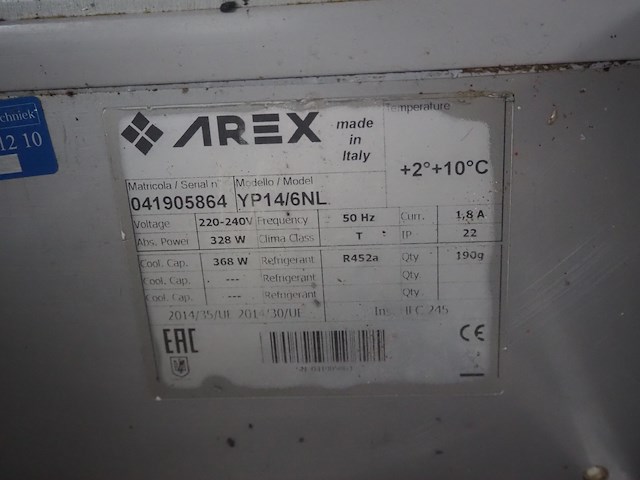 chniek
12 10
AREX
made
in
Italy
Temperature
+2°+10°C
Matricola / Serial n°
Modello / Model
041905864
YP14/6NL
Voltage 220-240V Frequency 50 Hz Curr. 1,8 A
Abs. Power 328 W Clima Class T IP 22
Cool. Cap. 368 W Refrigerant R452a Qty 190g
Cool. Cap. --- Refrigerant Qty
Cool. Cap. --- Refrigerant Qty
2014/35/UE 2014/30/UE
245
EAC
CE